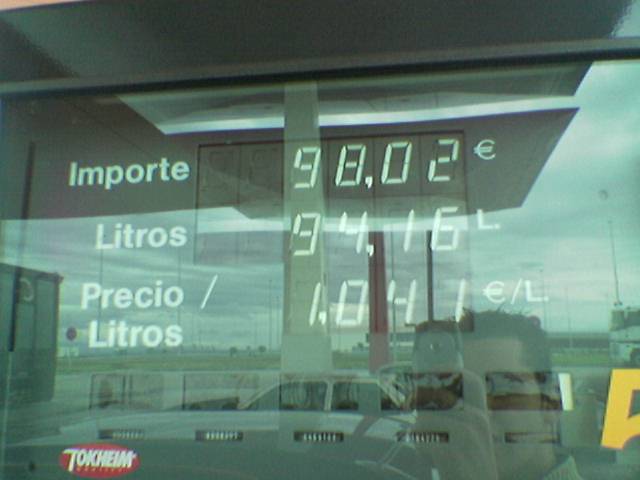 Importe 98,02 €
Litros 94,16 L.
Precio / Litros 1,041 €/L.
TOKHEIM